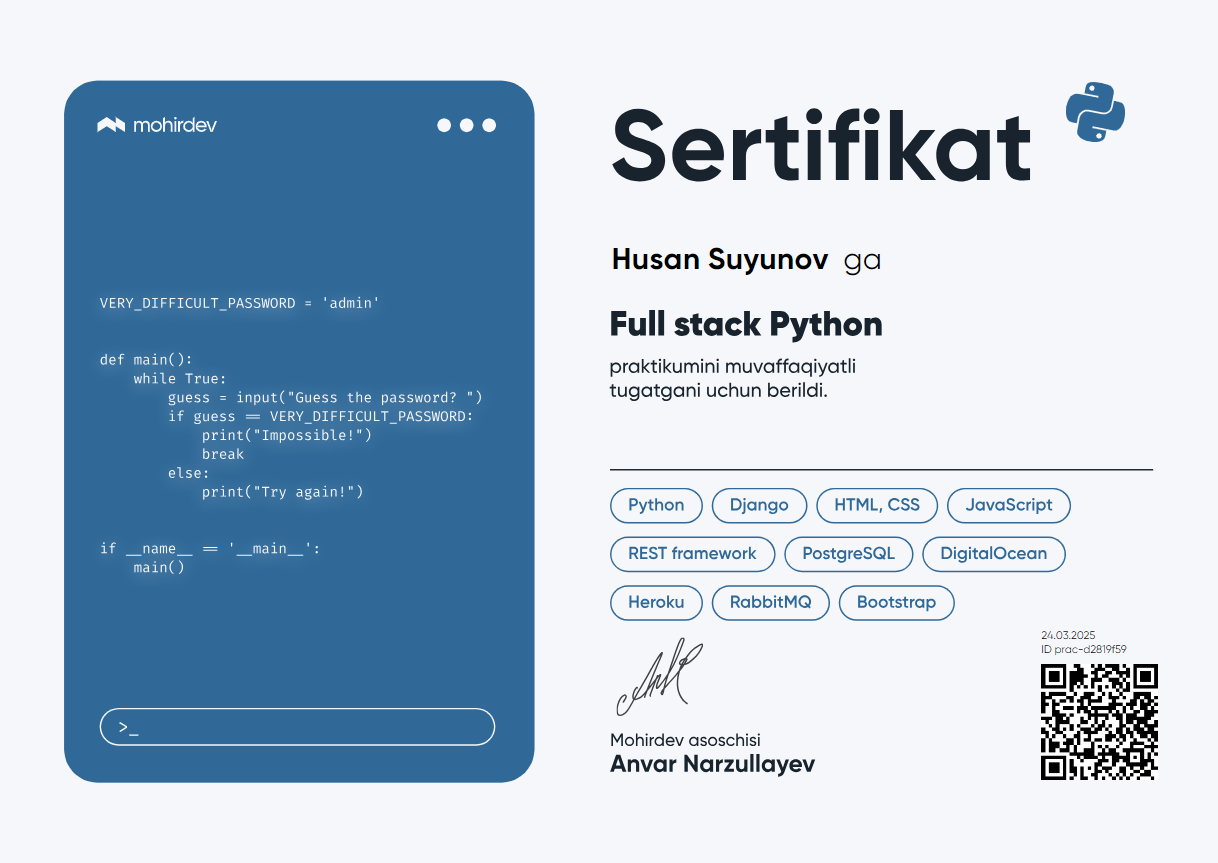 mohirdev
VERY_DIFFICULT_PASSWORD = 'admin'
def main():
    while True:
        guess = input("Guess the password? ")
        if guess == VERY_DIFFICULT_PASSWORD:
            print("Impossible!")
            break
        else:
            print("Try again!")
if __name__ == '__main__':
    main()
>_
Sertifikat
Husan Suyunov ga
Full stack Python
praktikumini muvaffaqiyatli
tugatgani uchun berildi.
Python Django HTML, CSS JavaScript
REST framework PostgreSQL DigitalOcean
Heroku RabbitMQ Bootstrap
24.03.2025
ID prac-d2819f59
Mohirdev asoschisi
Anvar Narzullayev